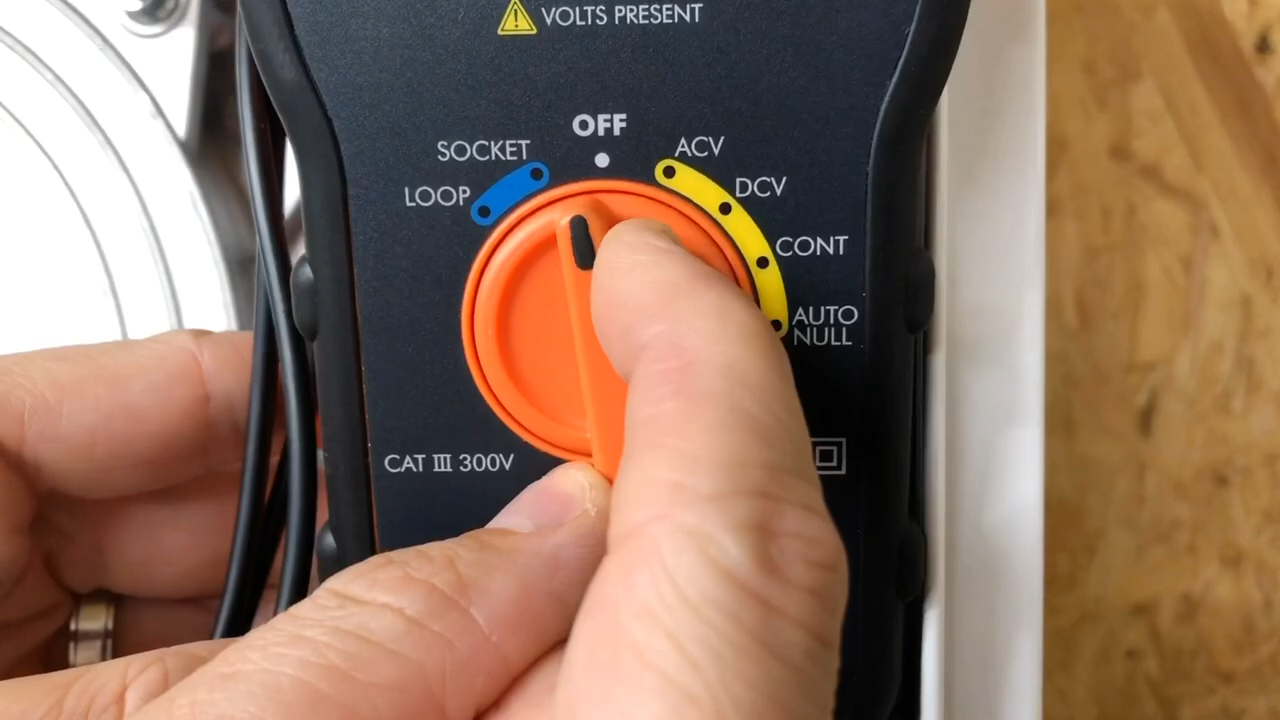 VOLTS PRESENT
OFF
SOCKET
ACV
LOOP
DCV
CONT
AUTO
NULL
CAT III 300V